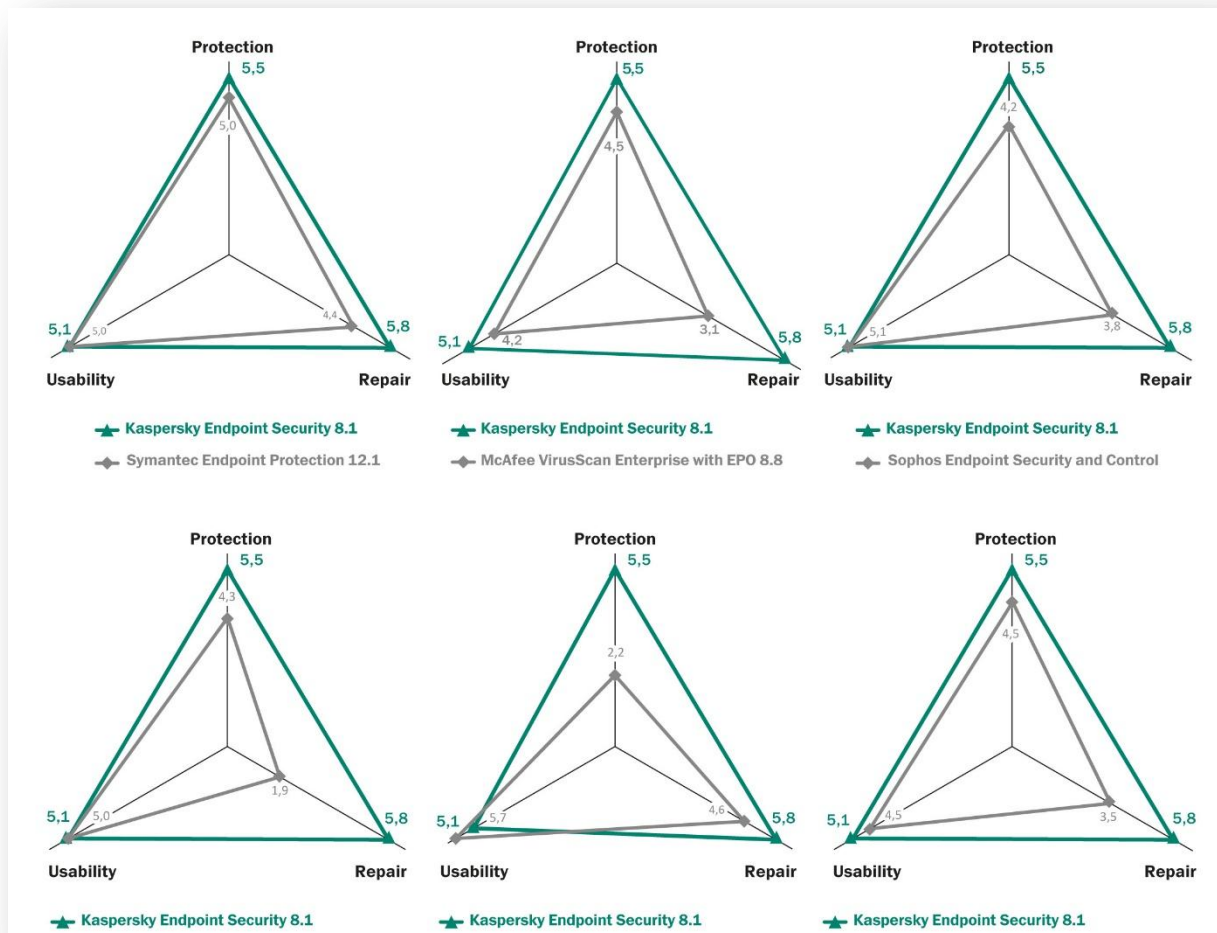 Protection
5,5
5,0
5,1
5,0
4,4
5,8
Usability
Repair
Kaspersky Endpoint Security 8.1
Symantec Endpoint Protection 12.1
Protection
5,5
4,5
5,1
4,2
3,1
5,8
Usability
Repair
Kaspersky Endpoint Security 8.1
McAfee VirusScan Enterprise with EPO 8.8
Protection
5,5
4,2
5,1
5,1
3,8
5,8
Usability
Repair
Kaspersky Endpoint Security 8.1
Sophos Endpoint Security and Control
Protection
5,5
4,3
5,1
5,0
1,9
5,8
Usability
Repair
Kaspersky Endpoint Security 8.1
Protection
5,5
2,2
5,1
5,7
4,6
5,8
Usability
Repair
Kaspersky Endpoint Security 8.1
Protection
5,5
4,5
5,1
4,5
3,5
5,8
Usability
Repair
Kaspersky Endpoint Security 8.1